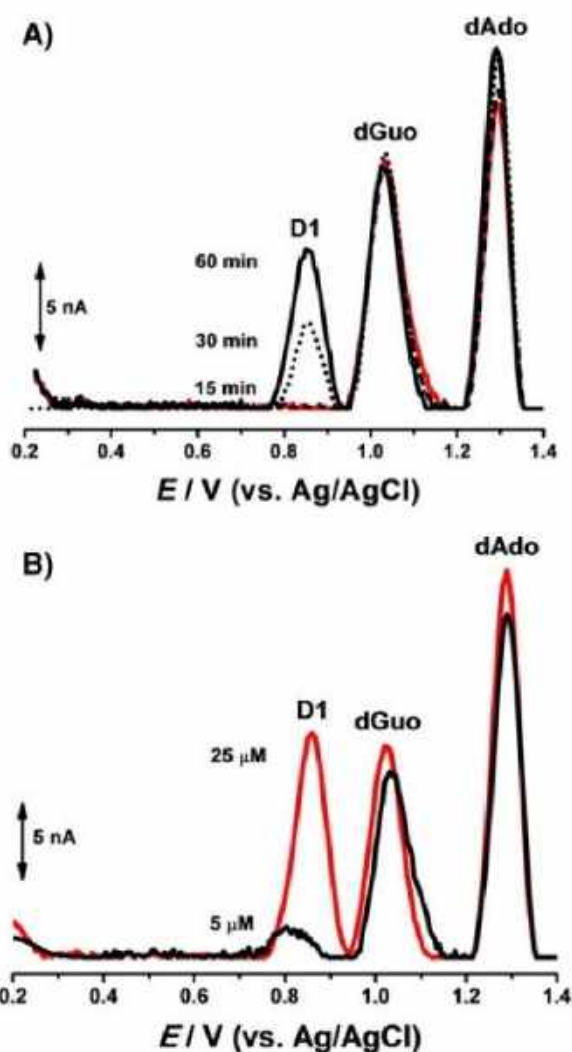 A)
dAdo
dGuo
D1
60 min
5 nA
30 min
15 min
0.2 0.4 0.6 0.8 1.0 1.2 1.4
E / V (vs. Ag/AgCl)
B)
dAdo
D1
dGuo
25 μM
5 nA
5 μM
0.2 0.4 0.6 0.8 1.0 1.2 1.4
E / V (vs. Ag/AgCl)